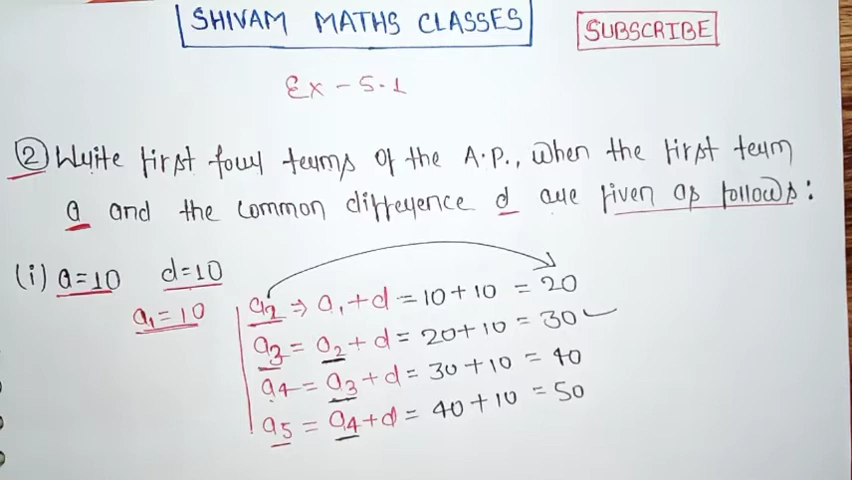 SHIVAM MATHS CLASSES
SUBSCRIBE
Ex - 5.1
② Write first four terms of the A.P., when the first term
a and the common difference d are given as follows:
(i) a=10 d=10
a₁=10
a₂ ⇒ a₁+d = 10+10 = 20
a₃ = a₂+d = 20+10 = 30
a₄ = a₃+d = 30+10 = 40
a₅ = a₄+d = 40+10 = 50